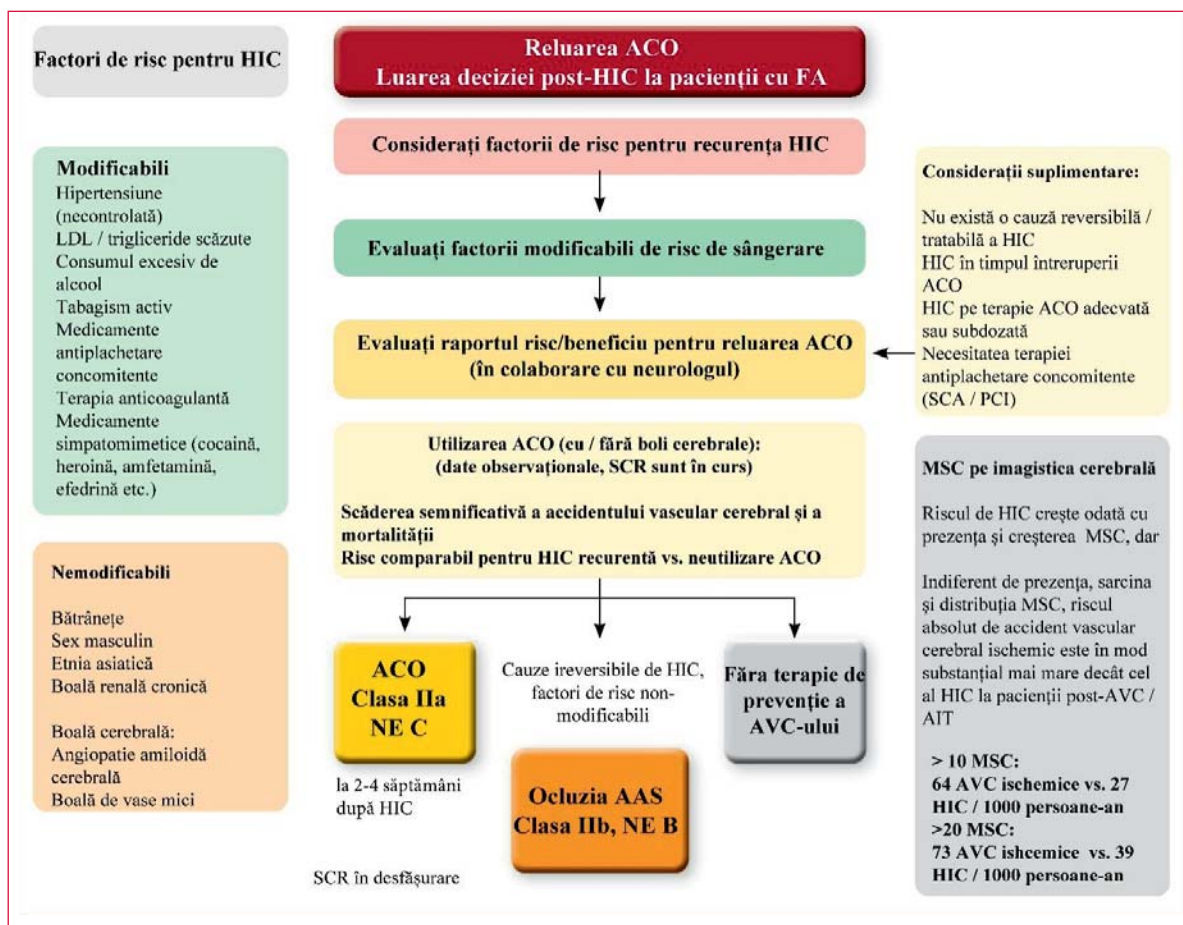 Factori de risc pentru HIC
Reluarea ACO
Luarea deciziei post-HIC la pacienții cu FA
Considerați factorii de risc pentru recurența HIC
Modificabili
Hipertensiune
(necontrolată)
LDL / trigliceride scăzute
Consumul excesiv de
alcool
Tabagism activ
Medicamente
antiplachetare
concomitente
Terapia anticoagulantă
Medicamente
simpatomimetice (cocaină,
heroină, amfetamină,
efedrină etc.)
Evaluați factorii modificabili de risc de sângerare
Evaluați raportul risc/beneficiu pentru reluarea ACO
(în colaborare cu neurologul)
Considerații suplimentare:
Nu există o cauză reversibilă /
tratabilă a HIC
HIC în timpul întreruperii
ACO
HIC pe terapie ACO adecvată
sau subdozată
Necesitatea terapiei
antiplachetare concomitente
(SCA / PCI)
Utilizarea ACO (cu / fără boli cerebrale):
(date observaționale, SCR sunt în curs)
Scăderea semnificativă a accidentului vascular cerebral și a
mortalității
Risc comparabil pentru HIC recurentă vs. neutilizare ACO
Nemodificabili
Bătrânețe
Sex masculin
Etnia asiatică
Boală renală cronică
Boală cerebrală:
Angiopatie amiloidă
cerebrală
Boală de vase mici
ACO
Clasa IIa
NE C
la 2-4 săptămâni
după HIC
Cauze ireversibile de HIC,
factori de risc non-
modificabili
Ocluzia AAS
Clasa IIb, NE B
Făra terapie de
prevenție a
AVC-ului
SCR în desfășurare
MSC pe imagistica cerebrală
Riscul de HIC crește odată cu
prezența și creșterea MSC, dar
Indiferent de prezența, sarcina
și distribuția MSC, riscul
absolut de accident vascular
cerebral ischemic este în mod
substanțial mai mare decât cel
al HIC la pacienții post-AVC /
AIT
> 10 MSC:
64 AVC ischemice vs. 27
HIC / 1000 persoane-an
>20 MSC:
73 AVC ishcemice vs. 39
HIC / 1000 persoane-an